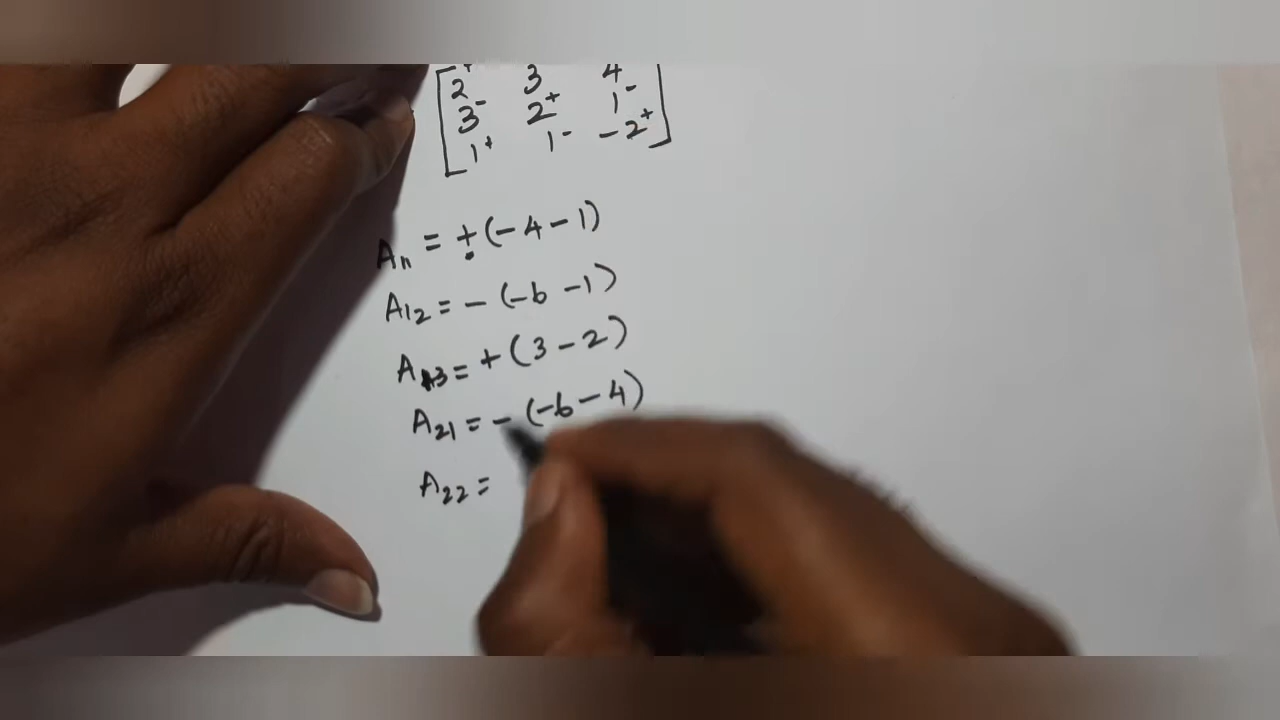 2⁺ 3 4
3⁻ 2⁺ 1⁻
1⁺ 1⁻ -2⁺
A₁₁ = + (-4-1)
A₁₂ = - (-6-1)
A₁₃ = + (3-2)
A₂₁ = - (-6-4)
A₂₂ =